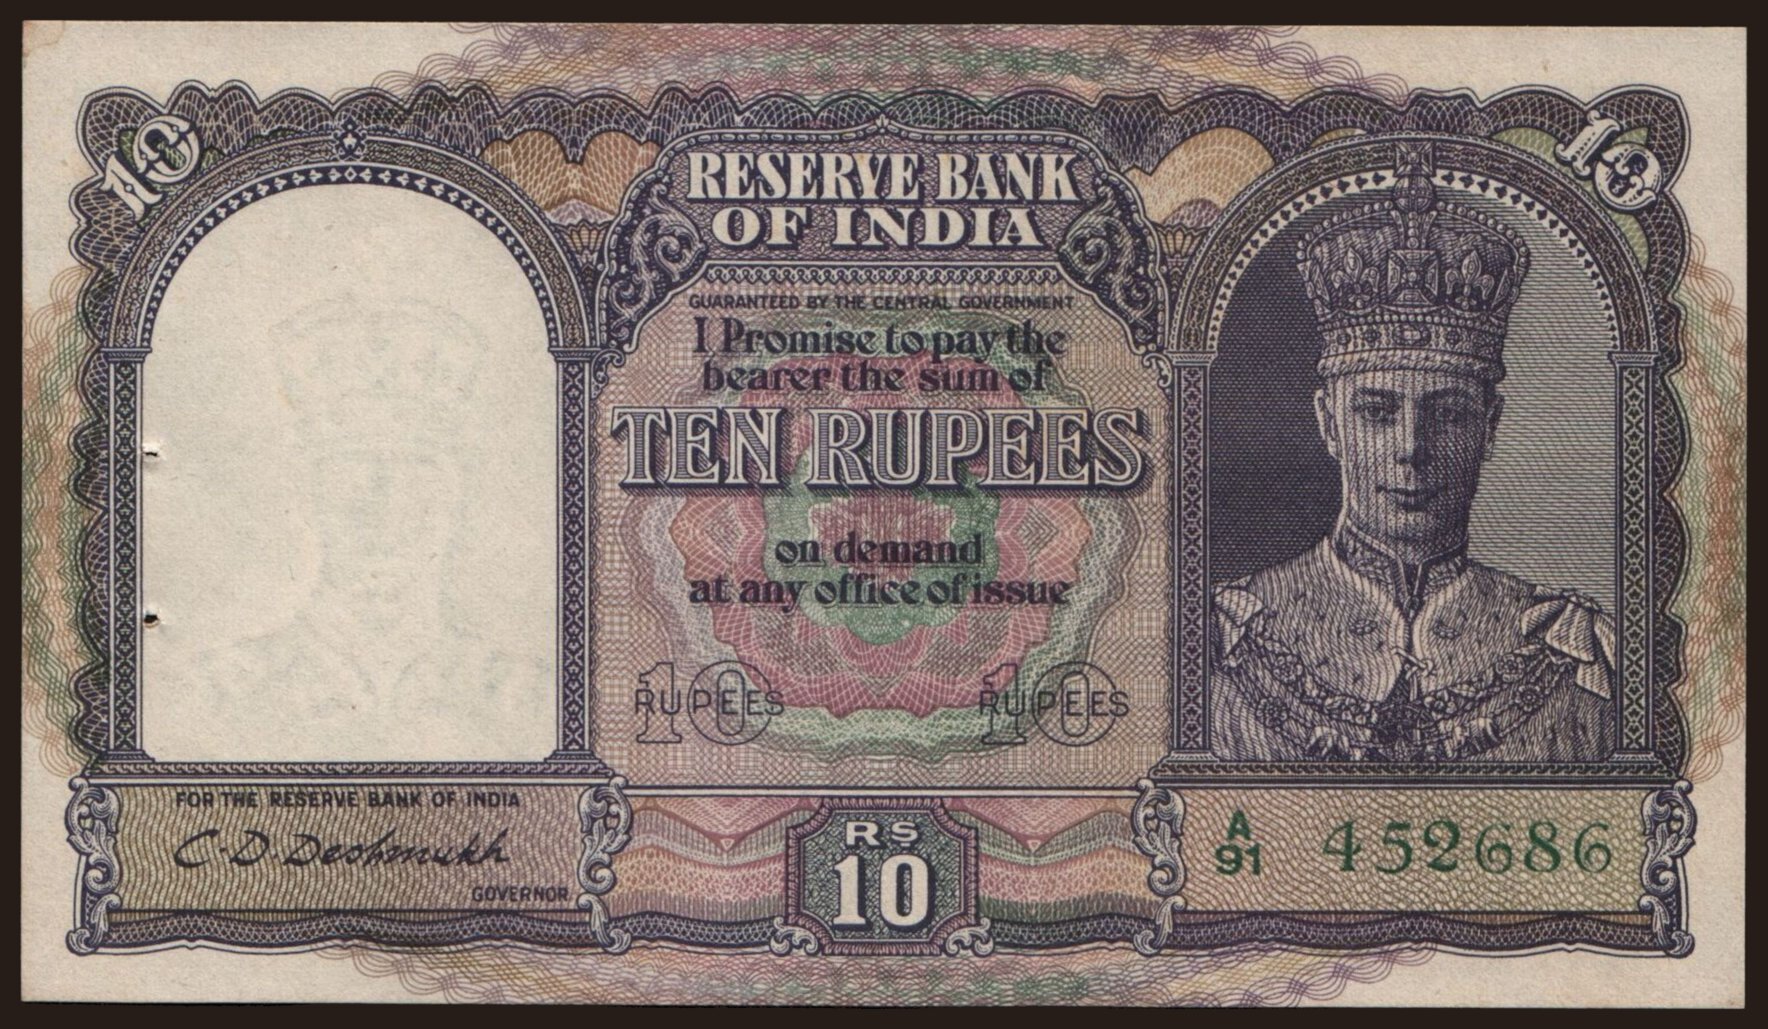 10
10
RESERVE BANK
OF INDIA
GUARANTEED BY THE CENTRAL GOVERNMENT
I Promise to pay the
bearer the sum of
TEN RUPEES
on demand
at any office of issue
10 RUPEES
10 RUPEES
FOR THE RESERVE BANK OF INDIA
C. D. Deshmukh
GOVERNOR
RS
10
A
91 452686